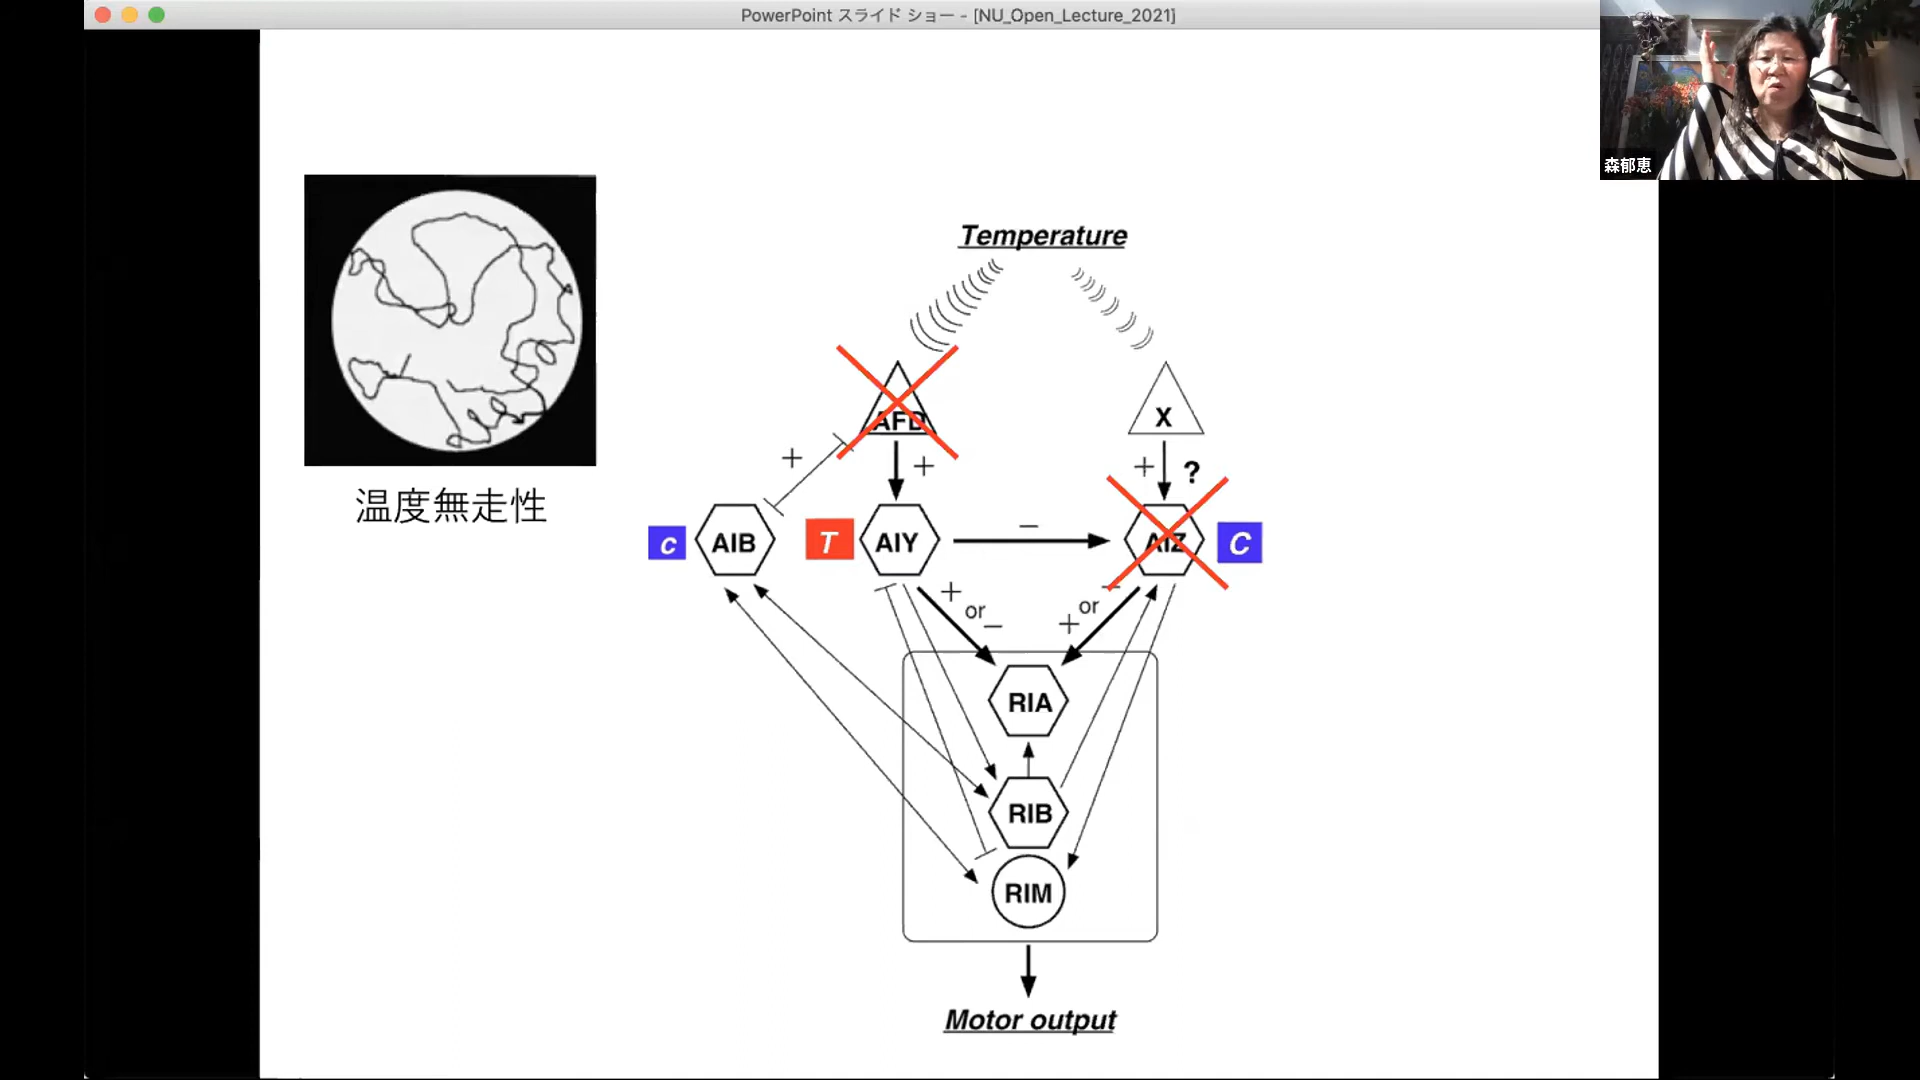 PowerPoint スライド ショー - [NU_Open_Lecture_2021]
森郁恵
Temperature
AFD
X
+
+
+
?
c
AIB
T
AIY
−
AIZ
C
+
or
−
−
or
+
RIA
RIB
RIM
Motor output
温度無走性